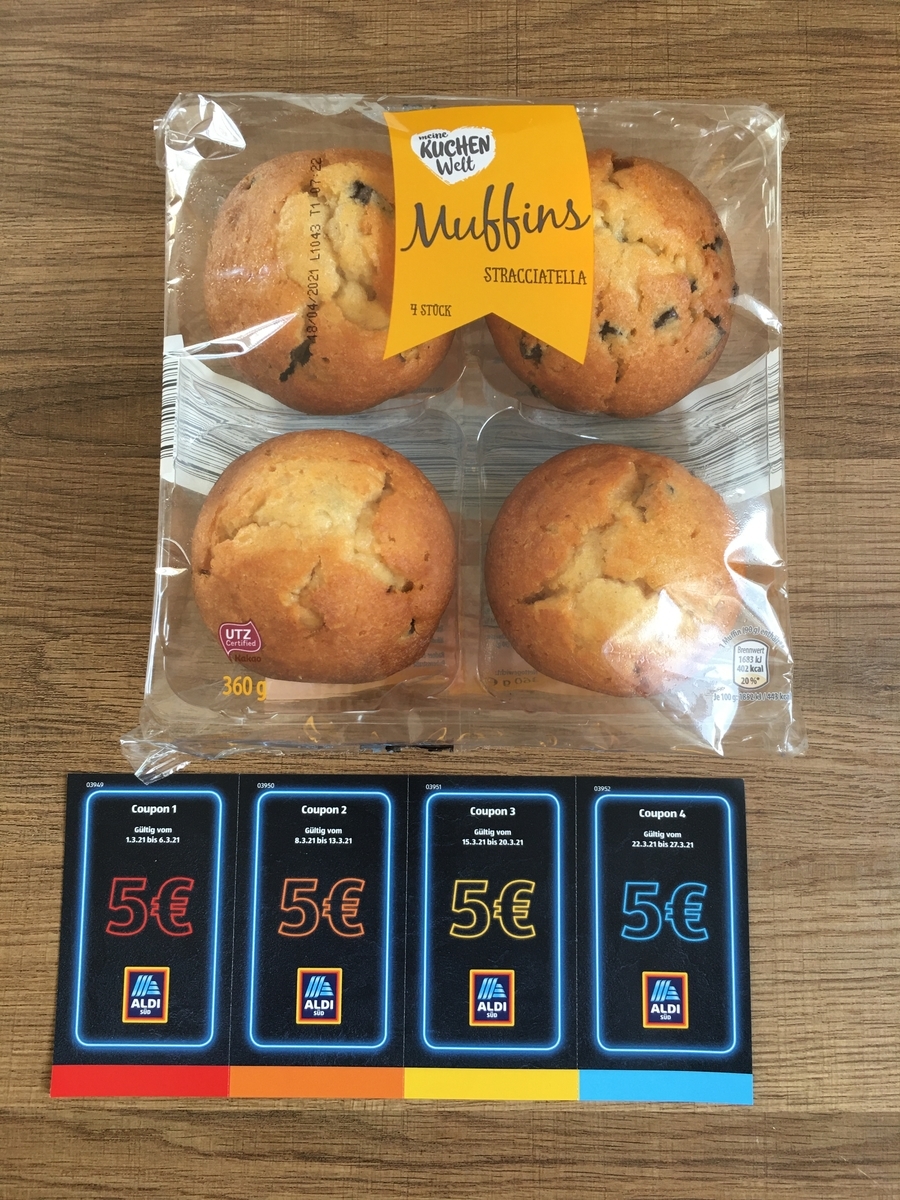 meine
KUCHEN
Welt
Muffins
STRACCIATELLA
4 STÜCK
18/04/2021 L1043 T1 07:22
UTZ
Certified
Kakao
360 g
1 Muffin (90 g) enthält
Brennwert
1683 kJ
402 kcal
20 %*
03949
Coupon 1
Gültig vom
1.3.21 bis 6.3.21
5€
ALDI
SÜD
03950
Coupon 2
Gültig vom
8.3.21 bis 13.3.21
5€
ALDI
SÜD
03951
Coupon 3
Gültig vom
15.3.21 bis 20.3.21
5€
ALDI
SÜD
03952
Coupon 4
Gültig vom
22.3.21 bis 27.3.21
5€
ALDI
SÜD